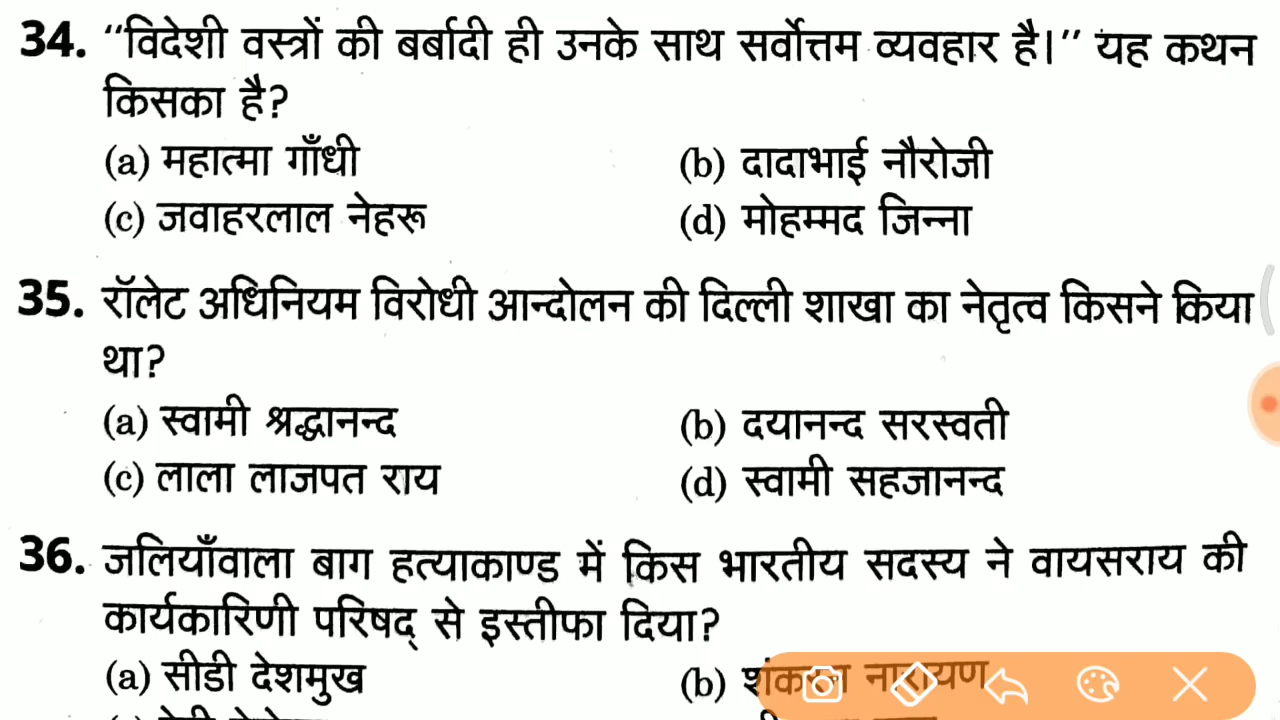 34. “विदेशी वस्त्रों की बर्बादी ही उनके साथ सर्वोत्तम व्यवहार है।” यह कथन
किसका है?
(a) महात्मा गाँधी (b) दादाभाई नौरोजी
(c) जवाहरलाल नेहरू (d) मोहम्मद जिन्ना
35. रॉलेट अधिनियम विरोधी आन्दोलन की दिल्ली शाखा का नेतृत्व किसने किया
था?
(a) स्वामी श्रद्धानन्द (b) दयानन्द सरस्वती
(c) लाला लाजपत राय (d) स्वामी सहजानन्द
36. जलियाँवाला बाग हत्याकाण्ड में किस भारतीय सदस्य ने वायसराय की
कार्यकारिणी परिषद् से इस्तीफा दिया?
(a) सीडी देशमुख (b) नारायण